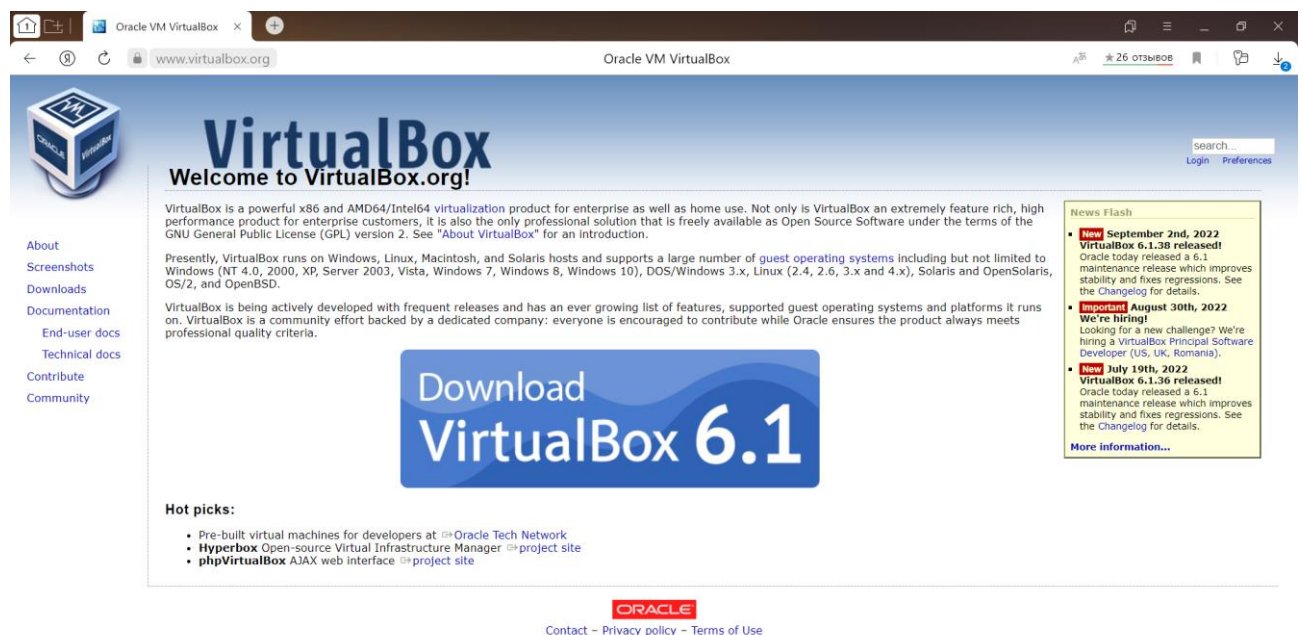 Oracle VM VirtualBox
www.virtualbox.org
Oracle VM VirtualBox
26 отзывов
2
ORACLE
VM
VirtualBox
VirtualBox
search...
Login Preferences
Welcome to VirtualBox.org!
VirtualBox is a powerful x86 and AMD64/Intel64 virtualization product for enterprise as well as home use. Not only is VirtualBox an extremely feature rich, high
performance product for enterprise customers, it is also the only professional solution that is freely available as Open Source Software under the terms of the
GNU General Public License (GPL) version 2. See "About VirtualBox" for an introduction.
Presently, VirtualBox runs on Windows, Linux, Macintosh, and Solaris hosts and supports a large number of guest operating systems including but not limited to
Windows (NT 4.0, 2000, XP, Server 2003, Vista, Windows 7, Windows 8, Windows 10), DOS/Windows 3.x, Linux (2.4, 2.6, 3.x and 4.x), Solaris and OpenSolaris,
OS/2, and OpenBSD.
VirtualBox is being actively developed with frequent releases and has an ever growing list of features, supported guest operating systems and platforms it runs
on. VirtualBox is a community effort backed by a dedicated company: everyone is encouraged to contribute while Oracle ensures the product always meets
professional quality criteria.
About
Screenshots
Downloads
Documentation
End-user docs
Technical docs
Contribute
Community
Download
VirtualBox 6.1
Hot picks:
Pre-built virtual machines for developers at Oracle Tech Network
Hyperbox Open-source Virtual Infrastructure Manager project site
phpVirtualBox AJAX web interface project site
News Flash
New September 2nd, 2022
VirtualBox 6.1.38 released!
Oracle today released a 6.1
maintenance release which improves
stability and fixes regressions. See
the Changelog for details.
Important August 30th, 2022
We're hiring!
Looking for a new challenge? We're
hiring a VirtualBox Principal Software
Developer (US, UK, Romania).
New July 19th, 2022
VirtualBox 6.1.36 released!
Oracle today released a 6.1
maintenance release which improves
stability and fixes regressions. See
the Changelog for details.
More information...
ORACLE
Contact – Privacy policy – Terms of Use